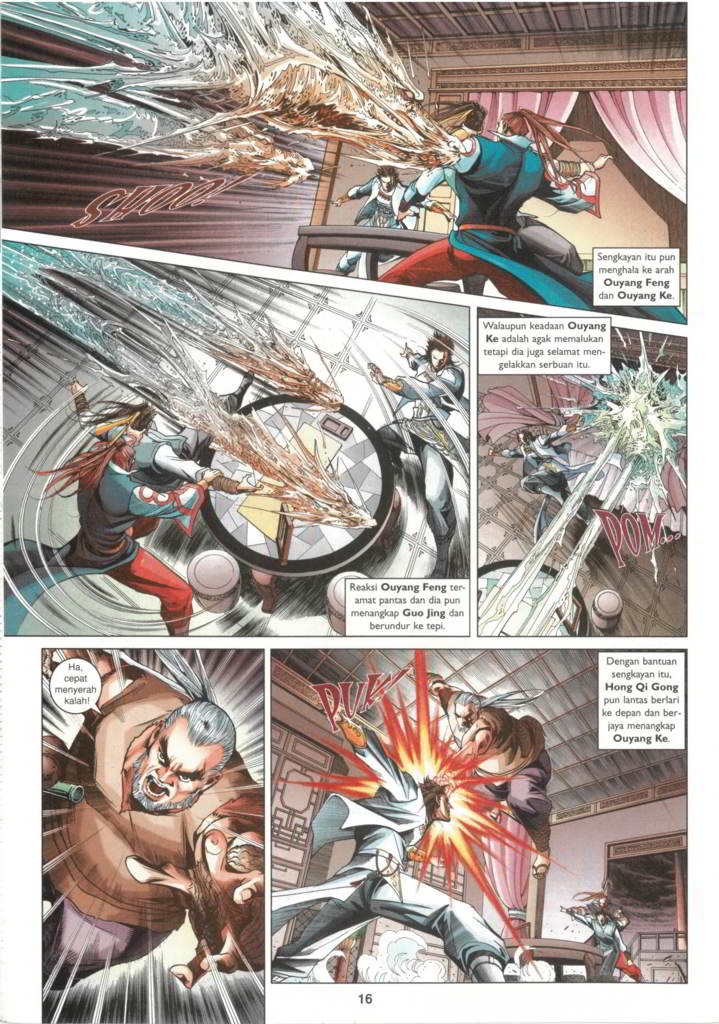 SHOO!
Sengkayan itu pun
menghala ke arah
Ouyang Feng
dan Ouyang Ke.
Reaksi Ouyang Feng ter-
amat pantas dan dia pun
menangkap Guo Jing dan
berundur ke tepi.
Walaupun keadaan Ouyang
Ke adalah agak memalukan
tetapi dia juga selamat men-
gelakkan serbuan itu.
POM
Ha,
cepat
menyerah
kalah!
PUK
Dengan bantuan
sengkayan itu,
Hong Qi Gong
pun lantas berlari
ke depan dan ber-
jaya menangkap
Ouyang Ke.
16